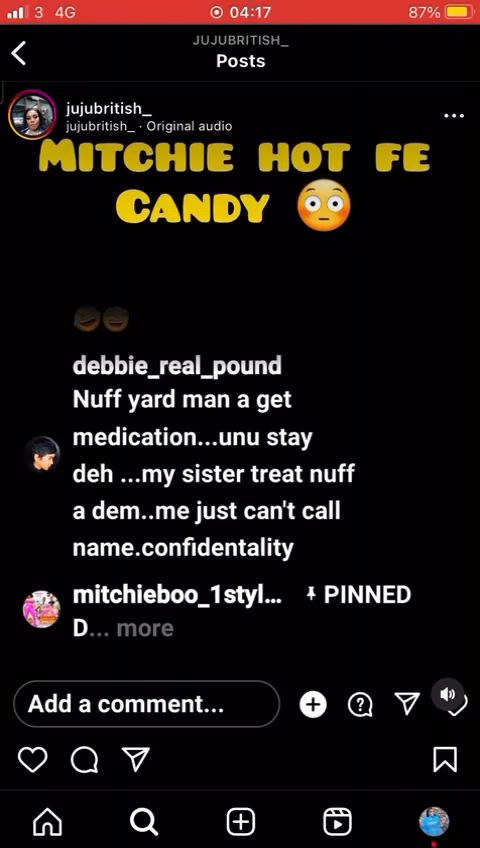 3 4G 04:17 87%
JUJUBRITISH_
Posts
jujubritish_
jujubritish_ · Original audio
MITCHIE HOT FE
CANDY 😳
debbie_real_pound
Nuff yard man a get
medication...unu stay
deh ...my sister treat nuff
a dem..me just can't call
name.confidentality
mitchieboo_1styl... PINNED
D... more
Add a comment...